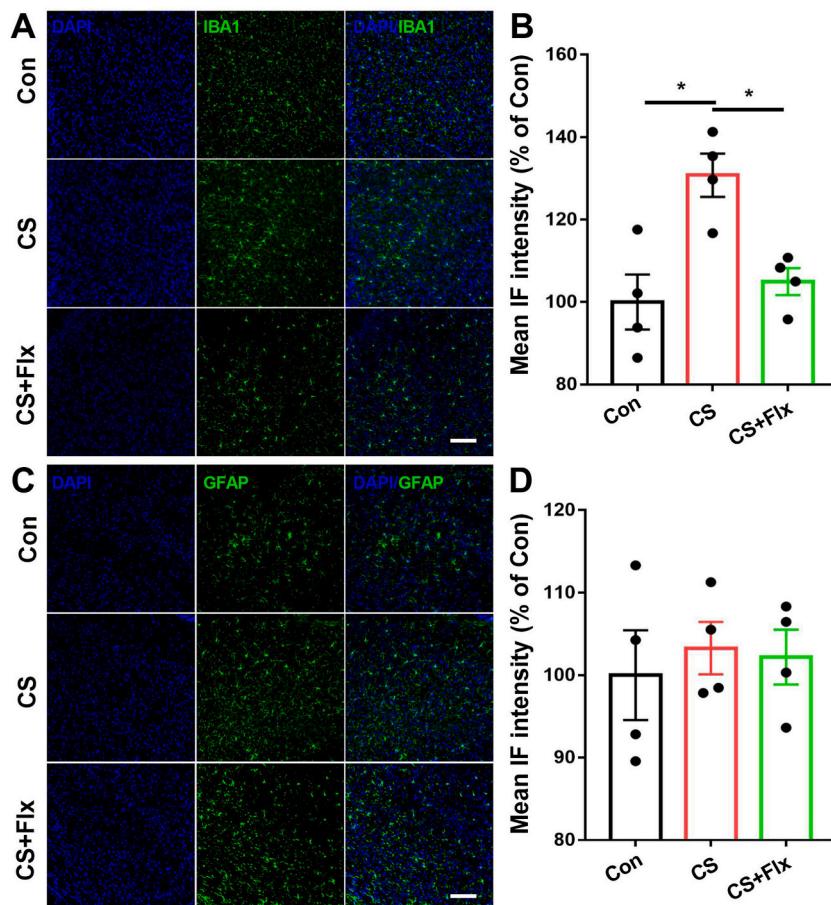 A
DAPI IBA1 DAPI/IBA1
Con
CS
CS+Flx
B
Mean IF intensity (% of Con)
160
140
120
100
80
* *
Con CS CS+Flx
C
DAPI GFAP DAPI/GFAP
Con
CS
CS+Flx
D
Mean IF intensity (% of Con)
120
110
100
90
80
Con CS CS+Flx